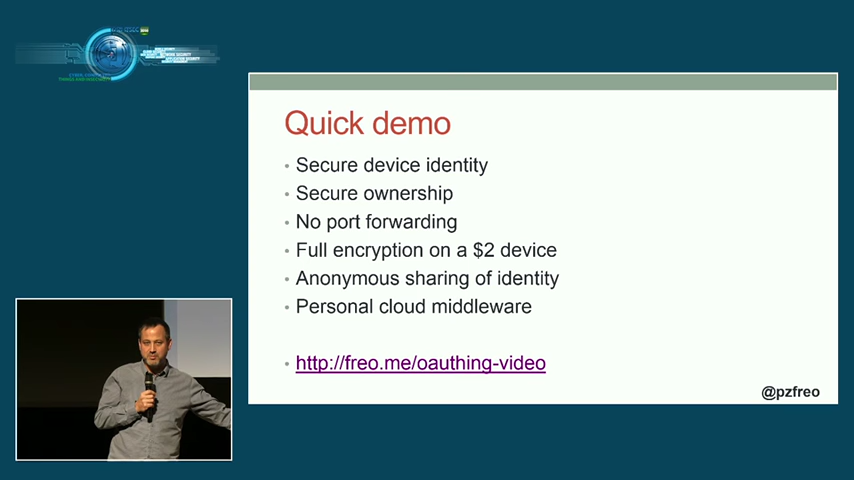 Quick demo
Secure device identity
Secure ownership
No port forwarding
Full encryption on a $2 device
Anonymous sharing of identity
Personal cloud middleware
http://freo.me/oauthing-video
@pzfreo